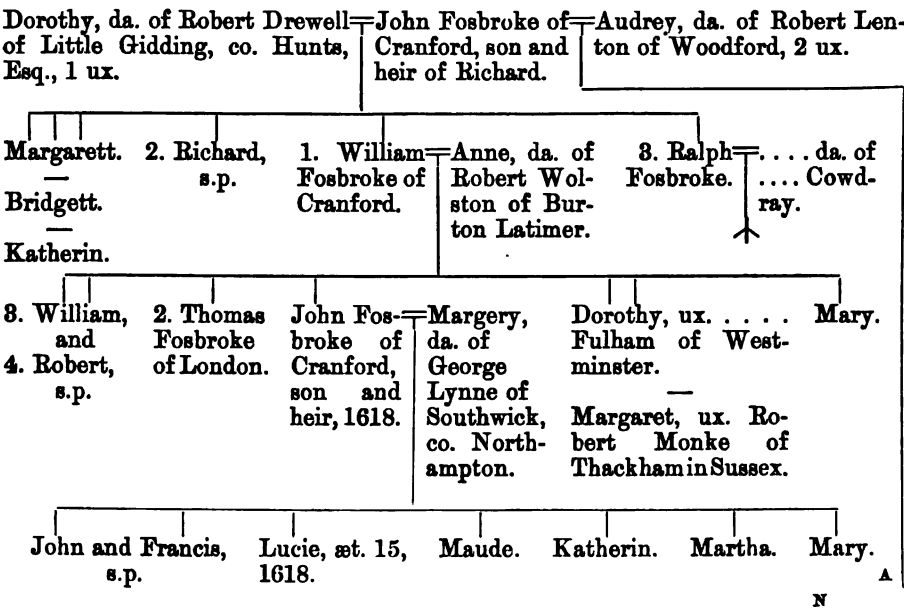 Dorothy, da. of Robert Drewell=John Fosbroke of=Audrey, da. of Robert Len-
of Little Gidding, co. Hunts, Cranford, son and ton of Woodford, 2 ux.
Esq., 1 ux. heir of Richard.
Margarett. 2. Richard, 1. William=Anne, da. of 3. Ralph=.... da. of
— s.p. Fosbroke of Robert Wol- Fosbroke. .... Cowd-
Bridgett. Cranford. ston of Bur- ray.
— ton Latimer.
Katherin.
3. William, 2. Thomas John Fos-=Margery, Dorothy, ux. ..... Mary.
and Fosbroke broke of da. of Fulham of West-
4. Robert, of London. Cranford, George minster.
s.p. son and Lynne of —
heir, 1618. Southwick, Margaret, ux. Ro-
co. North- bert Monke of
ampton. Thackham in Sussex.
John and Francis, Lucie, æt. 15, Maude. Katherin. Martha. Mary.
s.p. 1618. A
N